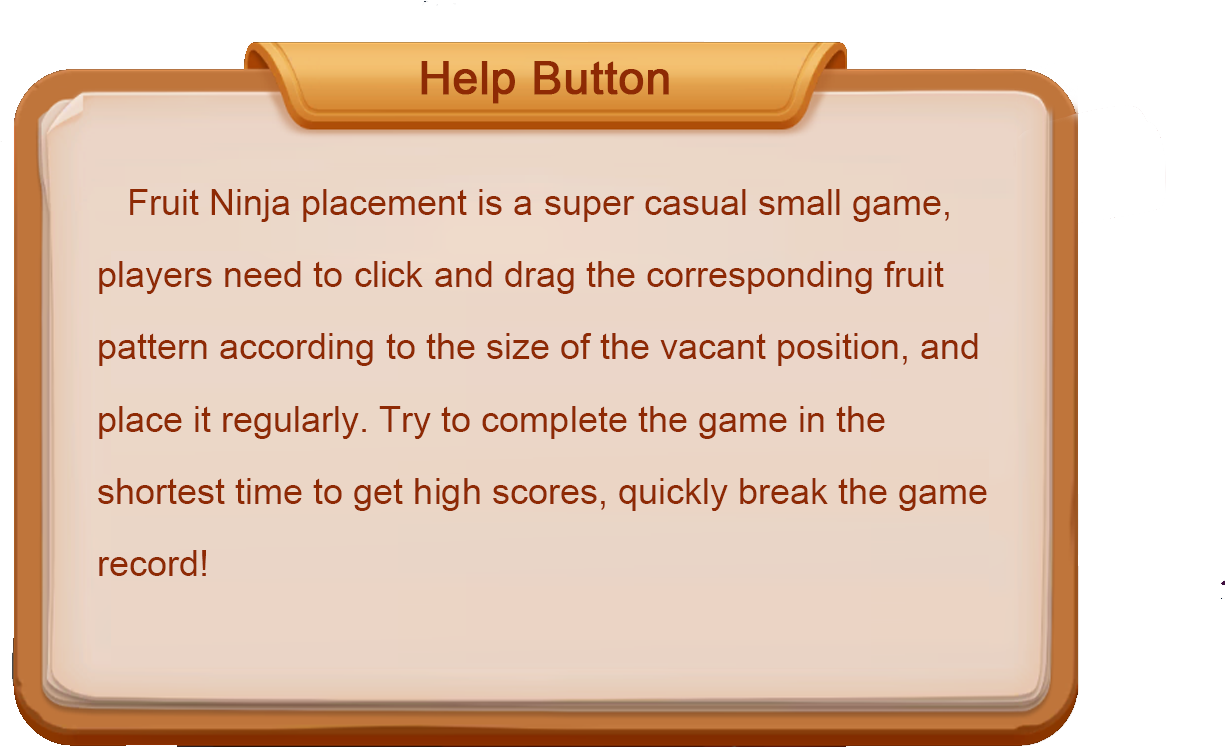 Help Button
Fruit Ninja placement is a super casual small game,
players need to click and drag the corresponding fruit
pattern according to the size of the vacant position, and
place it regularly. Try to complete the game in the
shortest time to get high scores, quickly break the game
record!